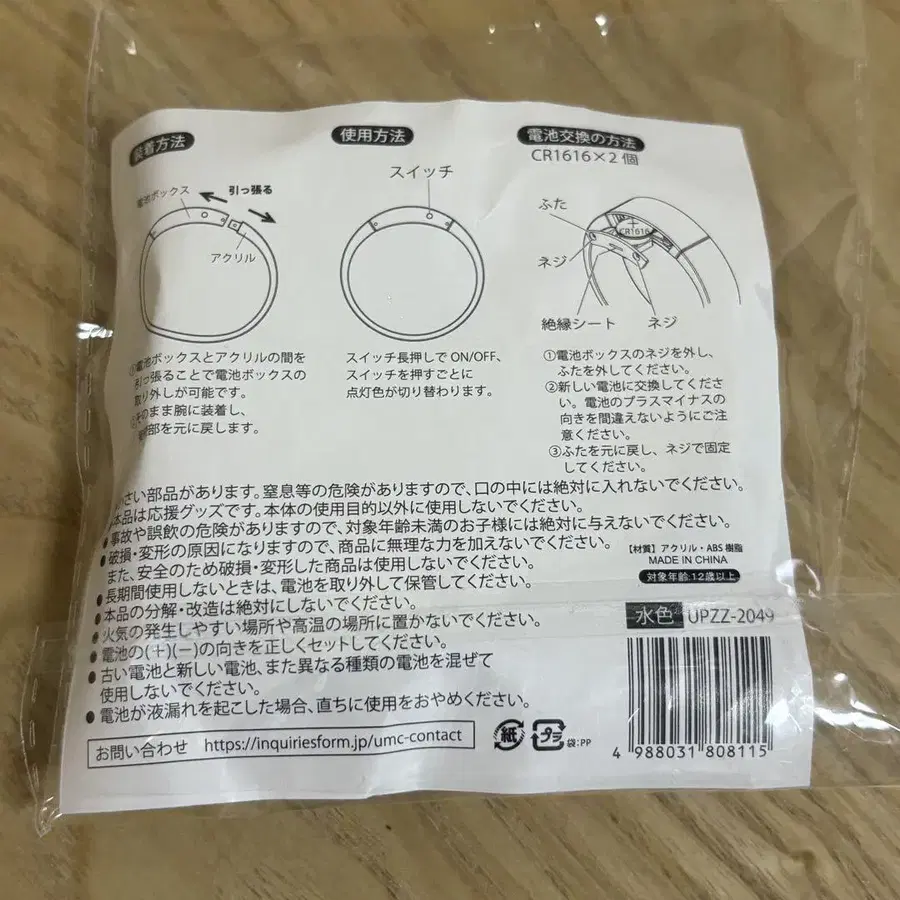 装着方法
電池ボックス
引っ張る
アクリル
①電池ボックスとアクリルの間を
引っ張ることで電池ボックスの
取り外しが可能です。
そのまま腕に装着し、
部を元に戻します。
使用方法
スイッチ
スイッチ長押しでON/OFF、
スイッチを押すごとに
点灯色が切り替わります。
電池交換の方法
CR1616×2個
ふた
+
CR1616
ネジ
絶縁シート
ネジ
①電池ボックスのネジを外し、
ふたを外してください。
②新しい電池に交換してくださ
い。電池のプラスマイナスの
向きを間違えないようにご注
意ください。
③ふたを元に戻し、ネジで固定
してください。
小さい部品があります。窒息等の危険がありますので、口の中には絶対に入れないでください。
本品は応援グッズです。本体の使用目的以外に使用しないでください。
●事故や誤飲の危険がありますので、対象年齢未満のお子様には絶対に与えないでください。
●破損・変形の原因になりますので、商品に無理な力を加えないでください。
また、安全のため破損・変形した商品は使用しないでください。
●長期間使用しないときは、電池を取り外して保管してください。
●本品の分解・改造は絶対にしないでください。
●火気の発生しやすい場所や高温の場所に置かないでください。
●電池の(+)(−)の向きを正しくセットしてください。
●古い電池と新しい電池、また異なる種類の電池を混ぜて
使用しないでください。
●電池が液漏れを起こした場合、直ちに使用をおやめください。
【材質】アクリル・ABS樹脂
MADE IN CHINA
対象年齢:12歳以上
水色 UPZZ-2049
お問い合わせ https://inquiriesform.jp/umc-contact
紙
プラ
袋:PP
4 988031 808115